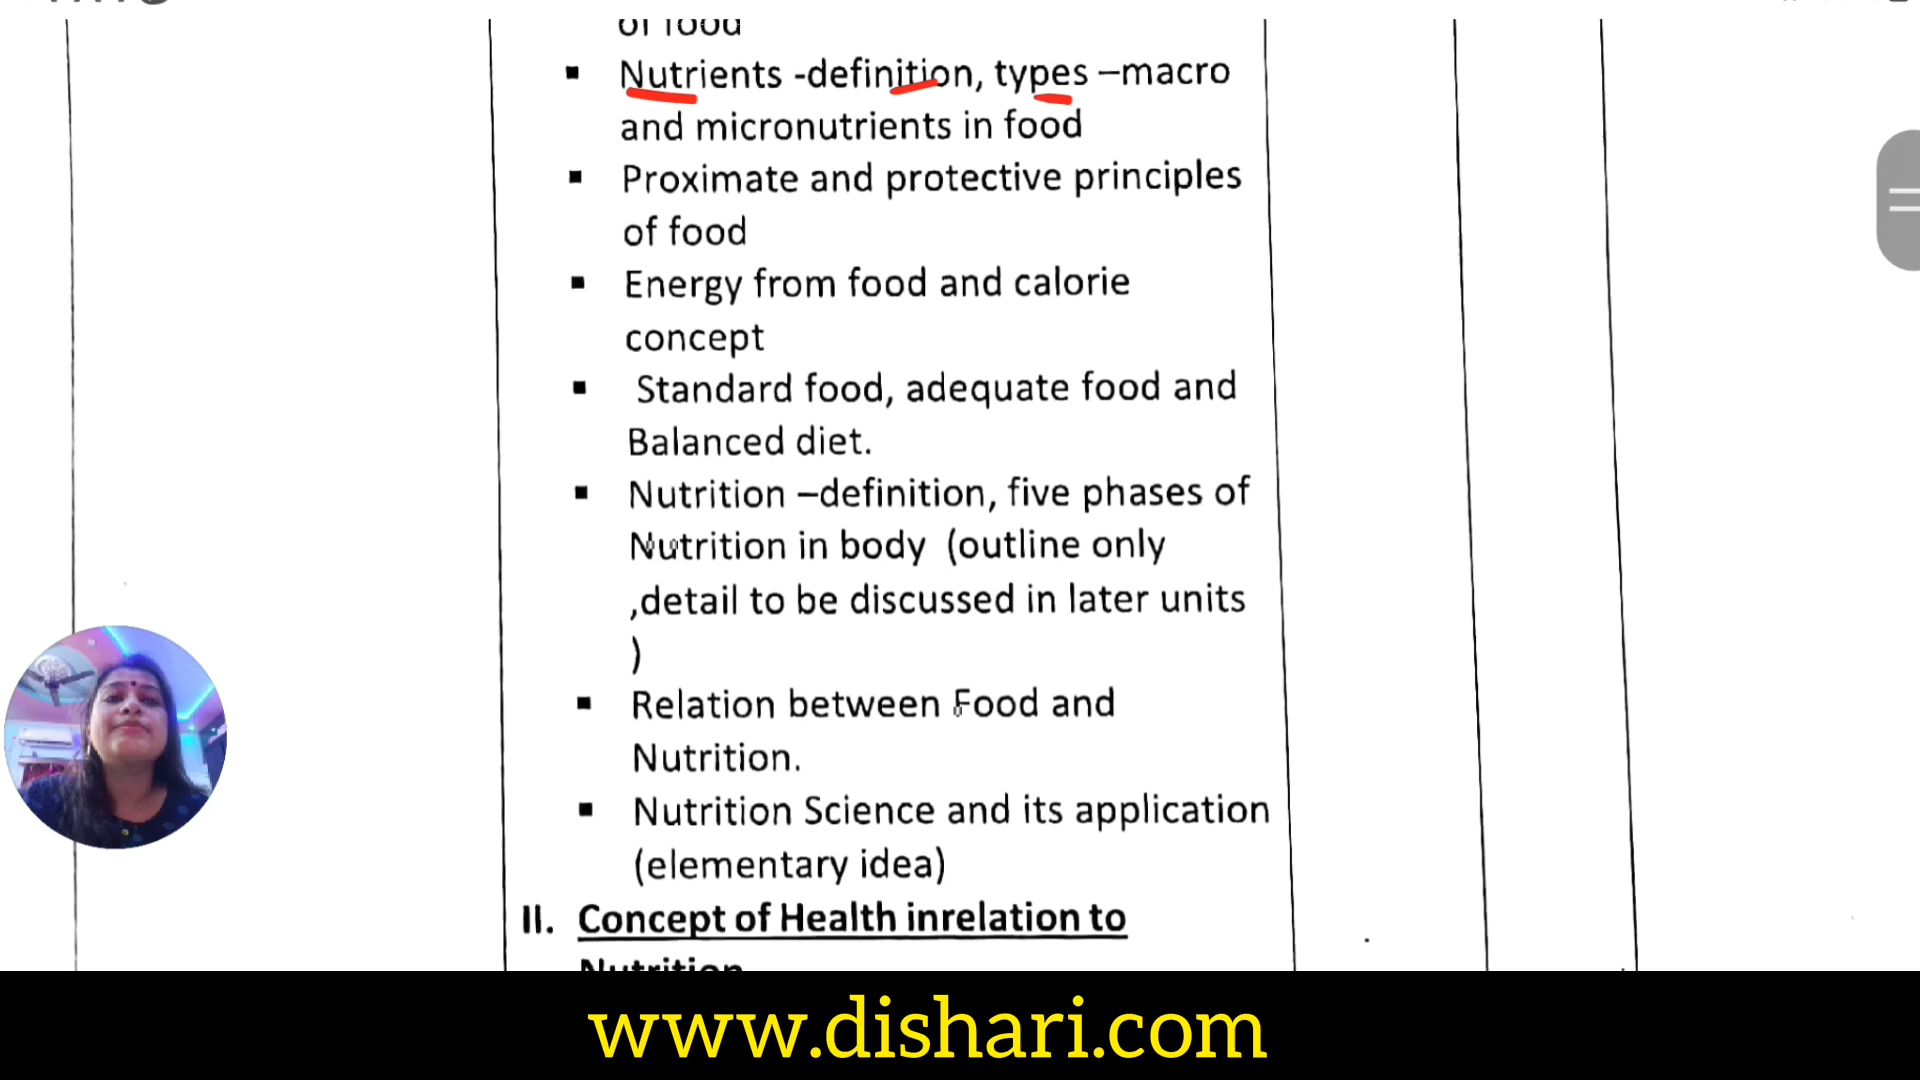 of food
▪ Nutrients -definition, types –macro
and micronutrients in food
▪ Proximate and protective principles
of food
▪ Energy from food and calorie
concept
▪ Standard food, adequate food and
Balanced diet.
▪ Nutrition –definition, five phases of
Nutrition in body (outline only
,detail to be discussed in later units
)
▪ Relation between Food and
Nutrition.
▪ Nutrition Science and its application
(elementary idea)
II. Concept of Health inrelation to
Nutrition
www.dishari.com